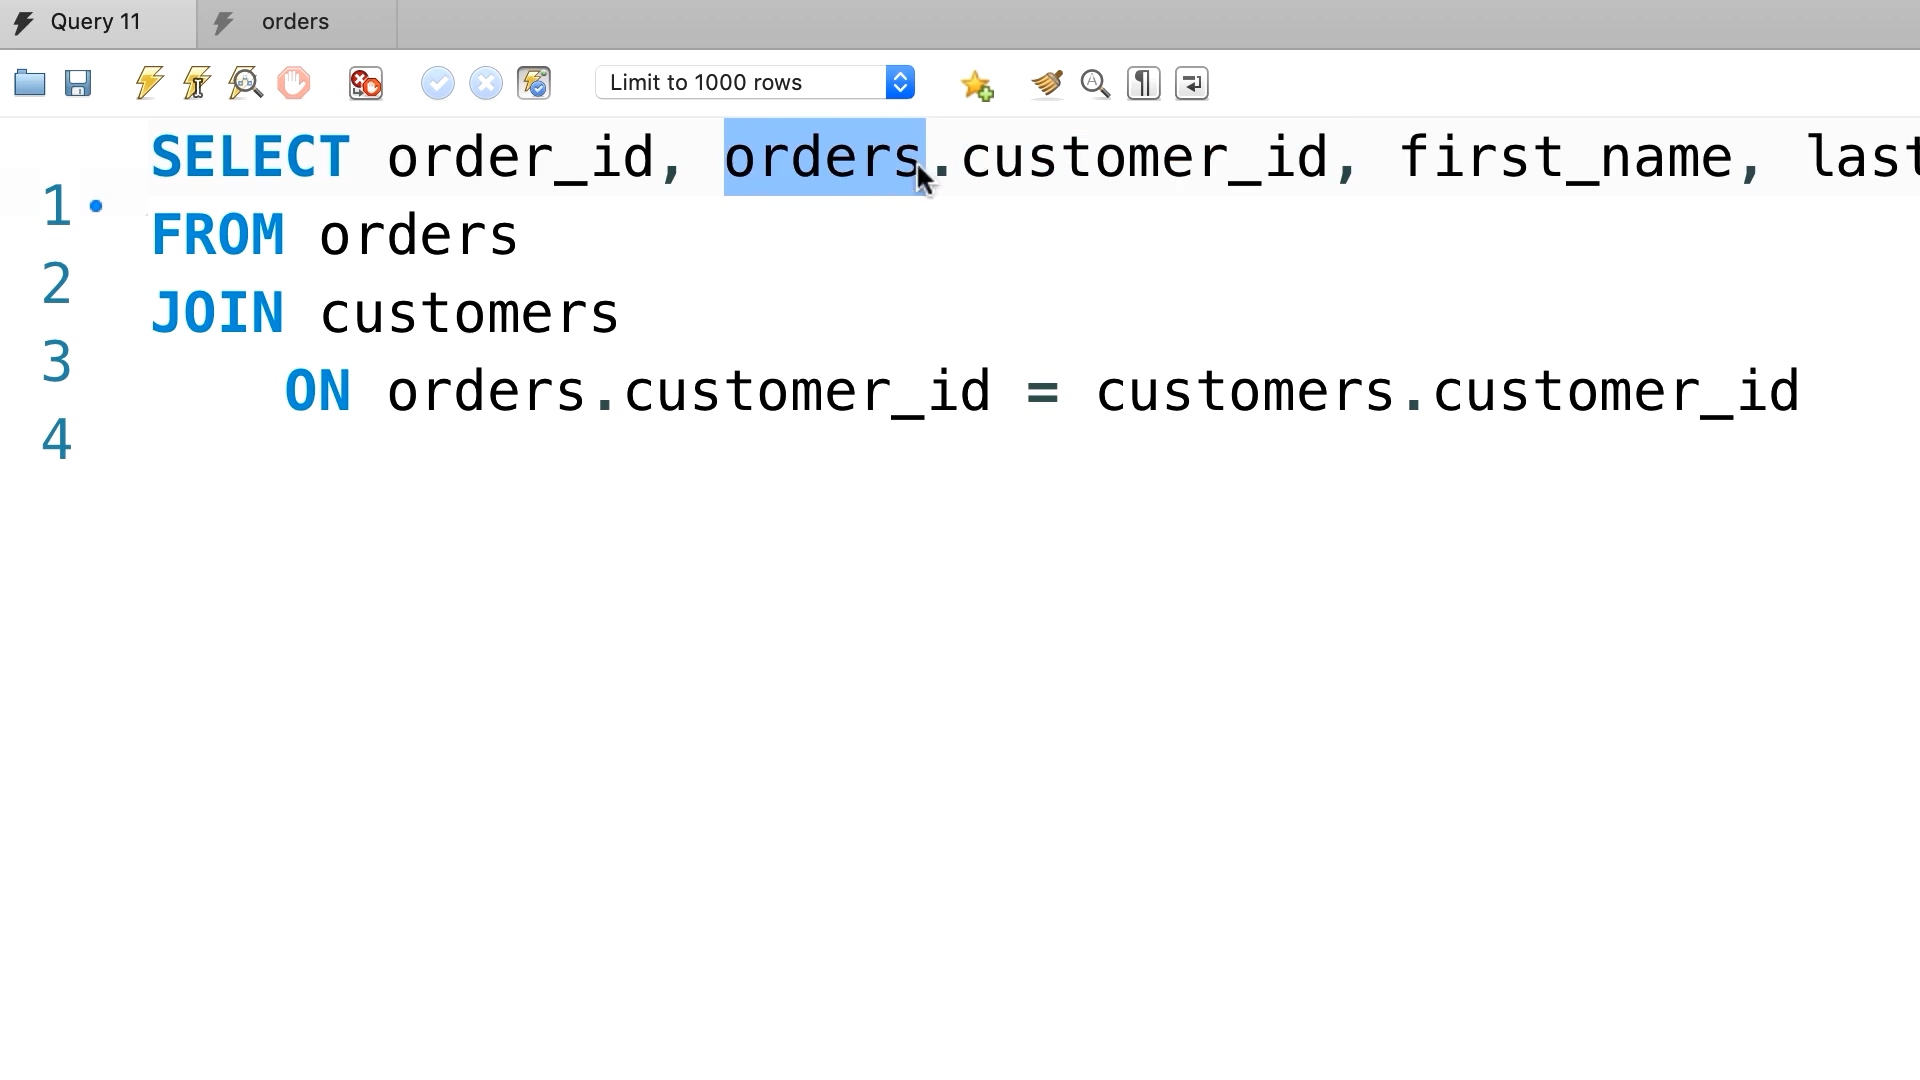 Query 11
orders
Limit to 1000 rows
1 SELECT order_id, orders.customer_id, first_name, last
2 FROM orders
3 JOIN customers
4 ON orders.customer_id = customers.customer_id